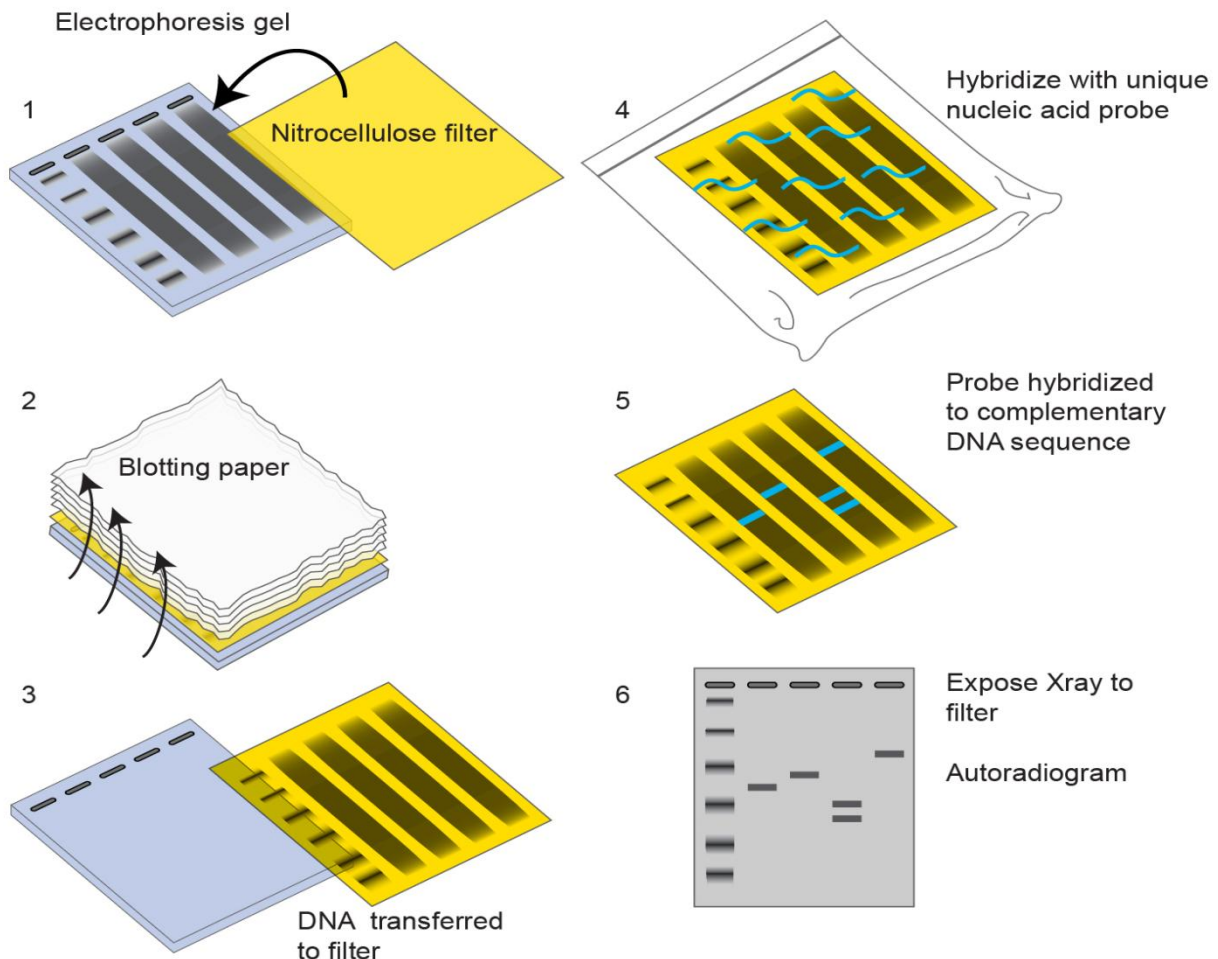 Electrophoresis gel
1
Nitrocellulose filter
2
Blotting paper
3
DNA transferred
to filter
4
Hybridize with unique
nucleic acid probe
5
Probe hybridized
to complementary
DNA sequence
6
Expose Xray to
filter
Autoradiogram